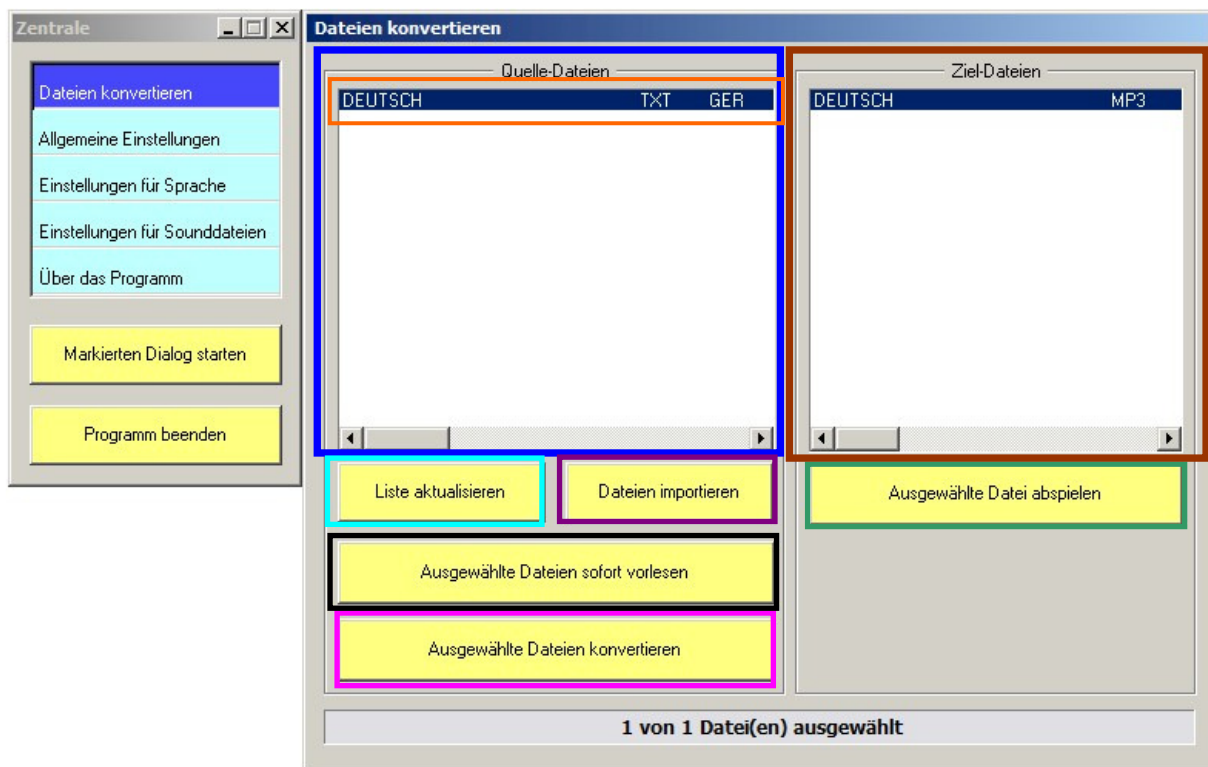 Zentrale
Dateien konvertieren
Allgemeine Einstellungen
Einstellungen für Sprache
Einstellungen für Sounddateien
Über das Programm
Markierten Dialog starten
Programm beenden
Dateien konvertieren
Quelle-Dateien
DEUTSCH TXT GER
Liste aktualisieren
Dateien importieren
Ausgewählte Dateien sofort vorlesen
Ausgewählte Dateien konvertieren
Ziel-Dateien
DEUTSCH MP3
Ausgewählte Datei abspielen
1 von 1 Datei(en) ausgewählt